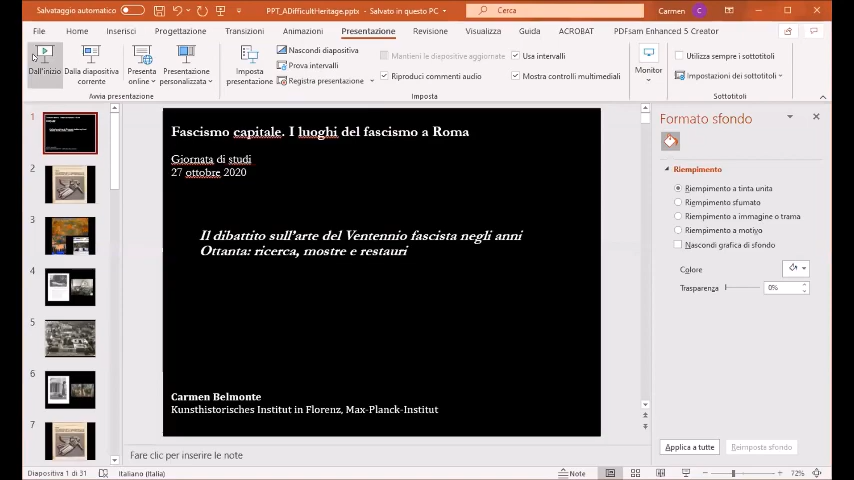 Salvataggio automatico
PPT_ADifficultHeritage.pptx - Salvato in questo PC
Cerca
Carmen C
File Home Inserisci Progettazione Transizioni Animazioni Presentazione Revisione Visualizza Guida ACROBAT PDFsam Enhanced 5 Creator
Dall'inizio
Dalla diapositiva corrente
Presenta online
Presentazione personalizzata
Imposta presentazione
Nascondi diapositiva
Prova intervalli
Registra presentazione
Mantieni le diapositive aggiornate
Riproduci commenti audio
Usa intervalli
Mostra controlli multimediali
Monitor
Utilizza sempre i sottotitoli
Impostazioni dei sottotitoli
Avvia presentazione
Imposta
Sottotitoli
1
2
3
4
5
6
7
Fascismo capitale. I luoghi del fascismo a Roma
Giornata di studi
27 ottobre 2020
Il dibattito sull'arte del Ventennio fascista negli anni
Ottanta: ricerca, mostre e restauri
Carmen Belmonte
Kunsthistorisches Institut in Florenz, Max-Planck-Institut
Formato sfondo
Riempimento
Riempimento a tinta unita
Riempimento sfumato
Riempimento a immagine o trama
Riempimento a motivo
Nascondi grafica di sfondo
Colore
Trasparenza
0%
Applica a tutte
Reimposta sfondo
Fare clic per inserire le note
Diapositiva 1 di 31
Italiano (Italia)
Note
72%